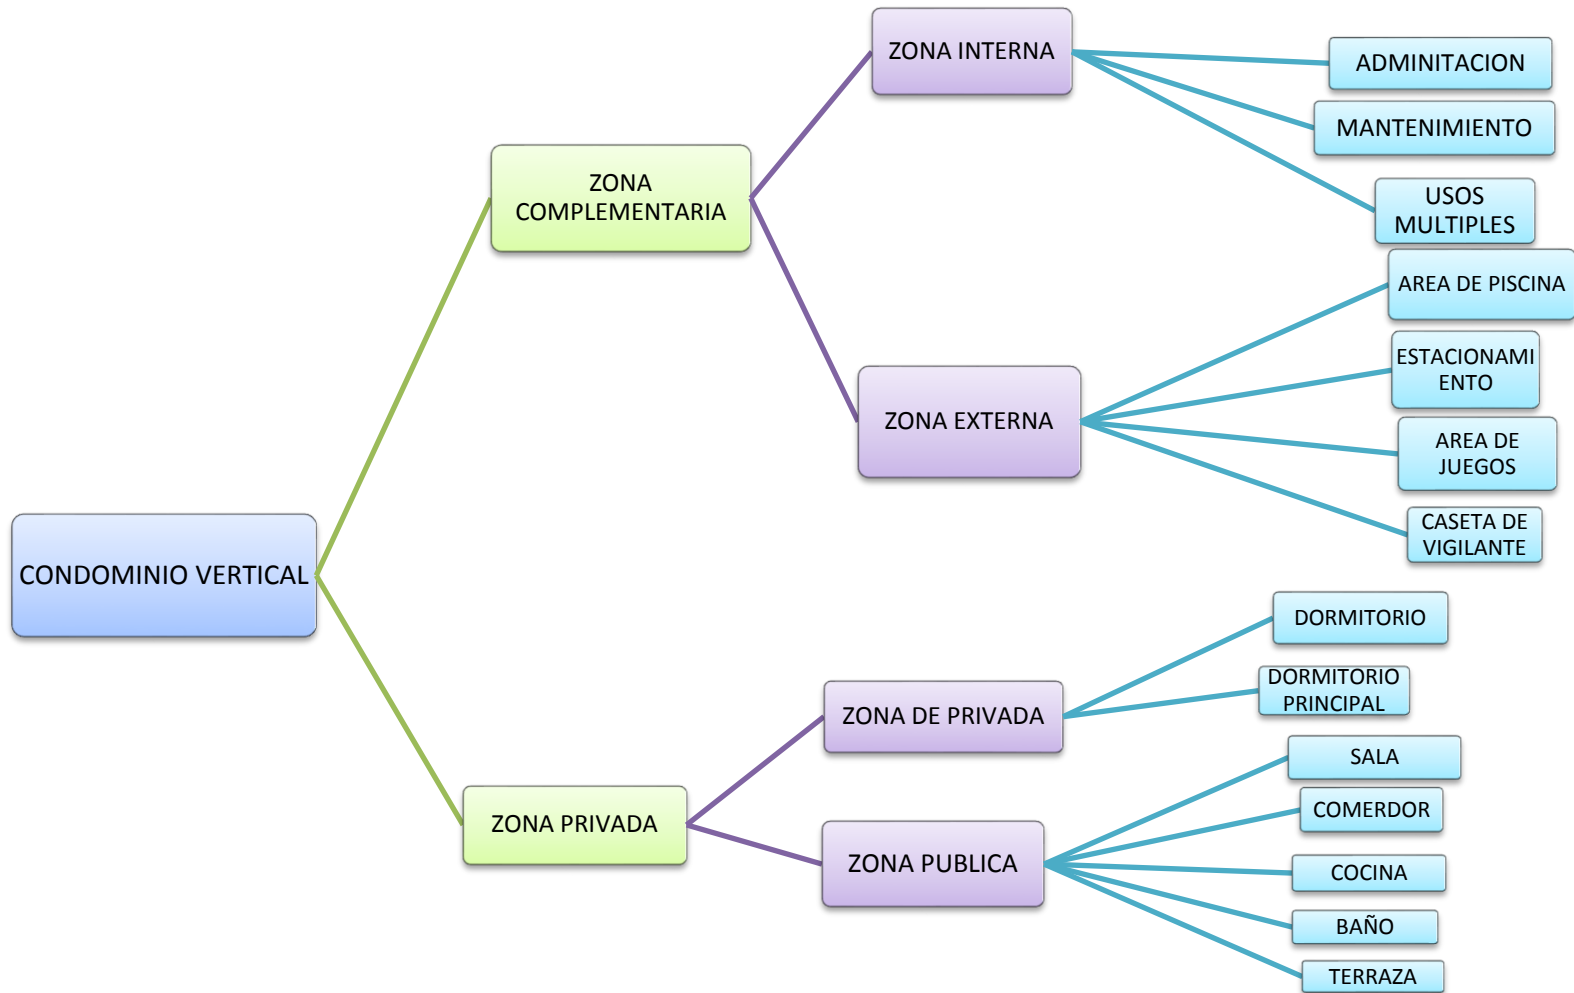 ZONA INTERNA
ADMINITACION
MANTENIMIENTO
USOS
MULTIPLES
ZONA
COMPLEMENTARIA
AREA DE PISCINA
ESTACIONAMI
ENTO
ZONA EXTERNA
AREA DE
JUEGOS
CASETA DE
VIGILANTE
CONDOMINIO VERTICAL
DORMITORIO
DORMITORIO
PRINCIPAL
ZONA DE PRIVADA
SALA
COMERDOR
ZONA PRIVADA
ZONA PUBLICA
COCINA
BAÑO
TERRAZA